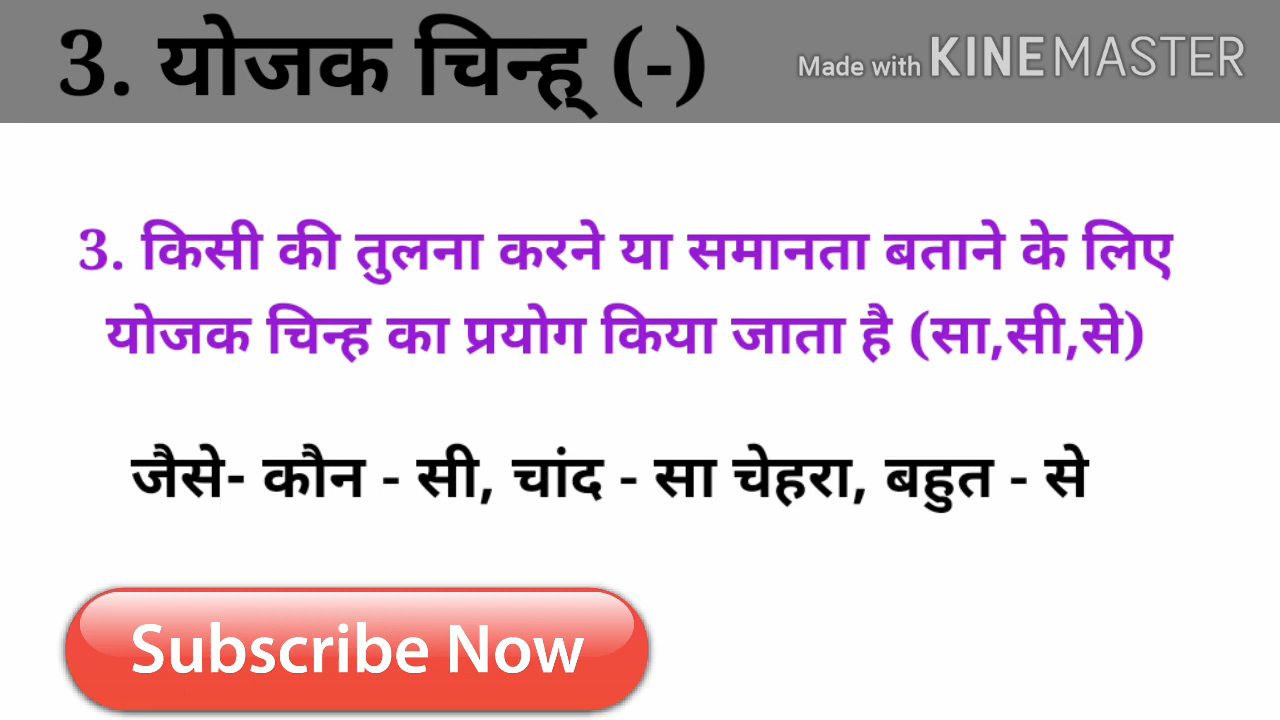 3. योजक चिन्ह् (-)
Made with KINEMASTER
3. किसी की तुलना करने या समानता बताने के लिए
योजक चिन्ह का प्रयोग किया जाता है (सा,सी,से)
जैसे- कौन - सी, चांद - सा चेहरा, बहुत - से
Subscribe Now